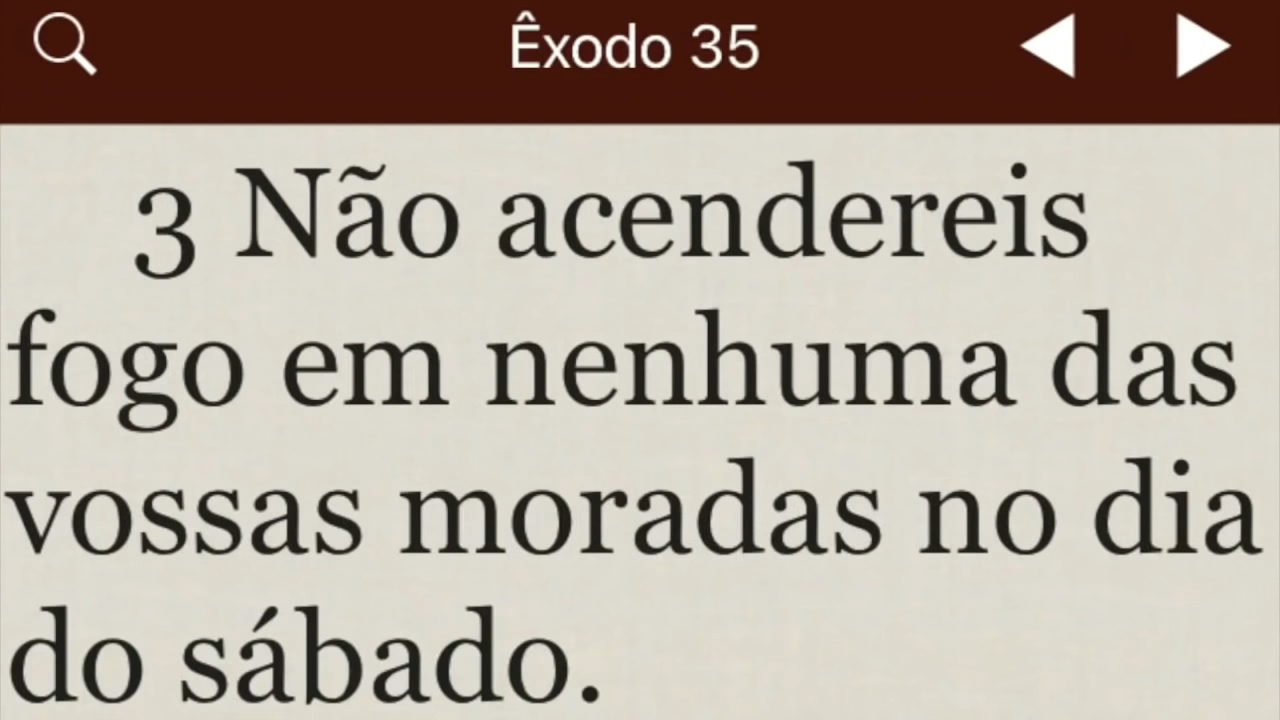 Êxodo 35
3 Não acendereis
fogo em nenhuma das
vossas moradas no dia
do sábado.